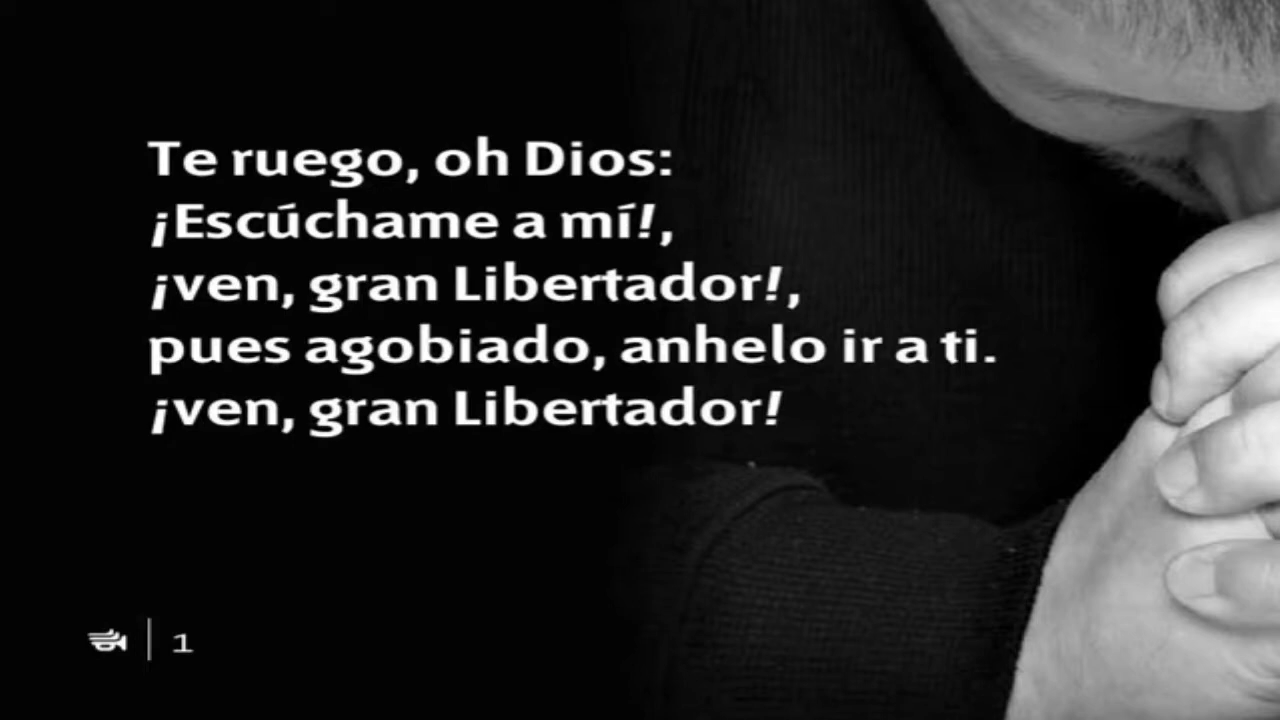 Te ruego, oh Dios:
¡Escúchame a mí!,
¡ven, gran Libertador!,
pues agobiado, anhelo ir a ti.
¡ven, gran Libertador!
1